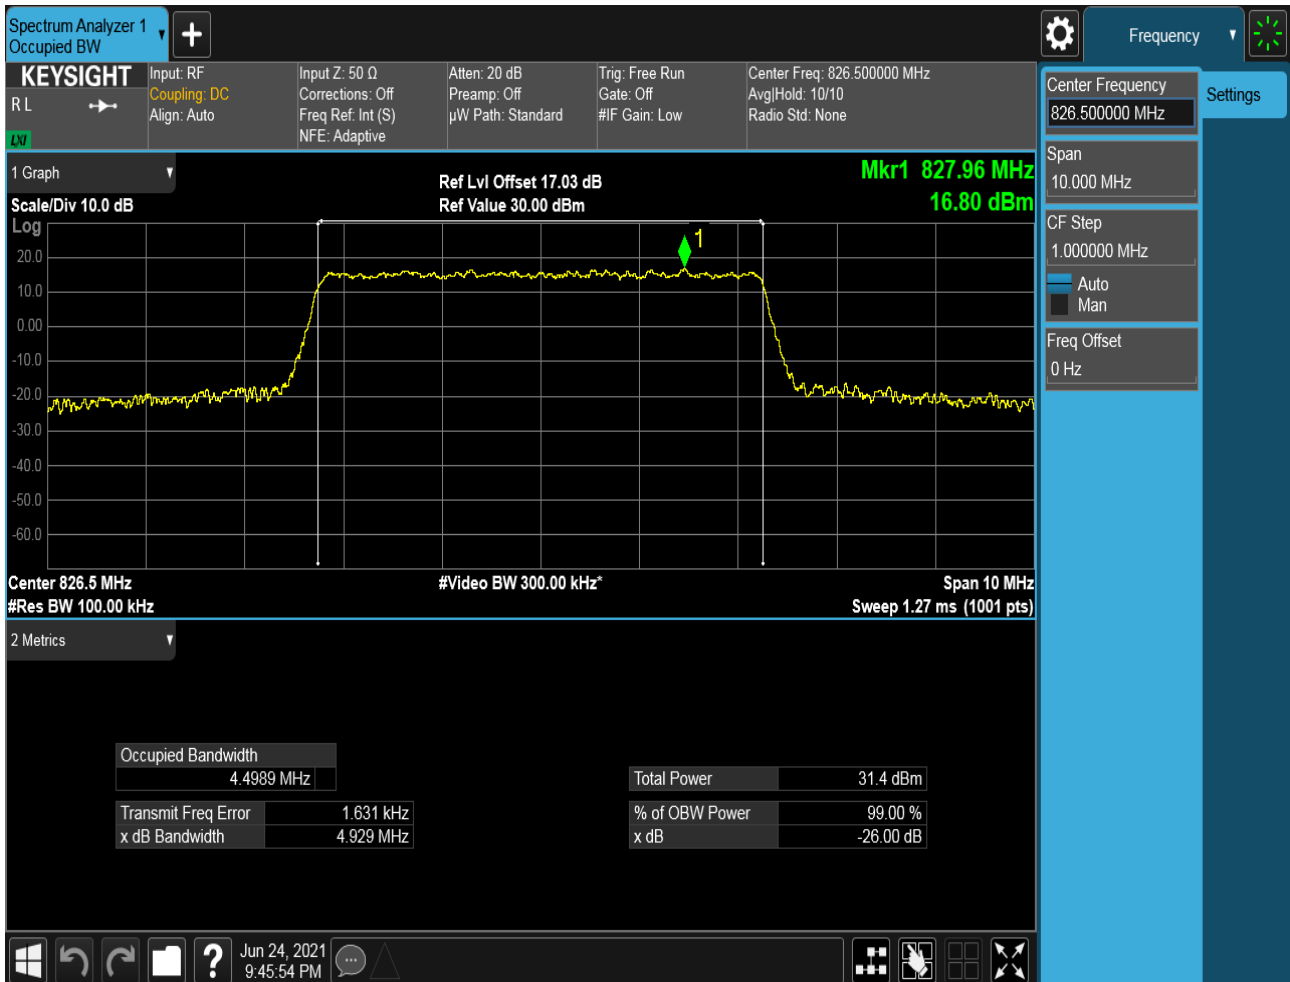 Spectrum Analyzer 1
Occupied BW
Frequency
KEYSIGHT
R L
LXI
Input: RF
Coupling: DC
Align: Auto
Input Z: 50 Ω
Corrections: Off
Freq Ref: Int (S)
NFE: Adaptive
Atten: 20 dB
Preamp: Off
µW Path: Standard
Trig: Free Run
Gate: Off
#IF Gain: Low
Center Freq: 826.500000 MHz
Avg|Hold: 10/10
Radio Std: None
Center Frequency
826.500000 MHz
Settings
Span
10.000 MHz
CF Step
1.000000 MHz
Auto
Man
Freq Offset
0 Hz
1 Graph
Scale/Div 10.0 dB
Log
Ref Lvl Offset 17.03 dB
Ref Value 30.00 dBm
Mkr1 827.96 MHz
16.80 dBm
1
20.0
10.0
0.00
-10.0
-20.0
-30.0
-40.0
-50.0
-60.0
Center 826.5 MHz
#Res BW 100.00 kHz
#Video BW 300.00 kHz*
Span 10 MHz
Sweep 1.27 ms (1001 pts)
2 Metrics
Occupied Bandwidth
4.4989 MHz
Transmit Freq Error 1.631 kHz
x dB Bandwidth 4.929 MHz
Total Power 31.4 dBm
% of OBW Power 99.00 %
x dB -26.00 dB
?
Jun 24, 2021
9:45:54 PM